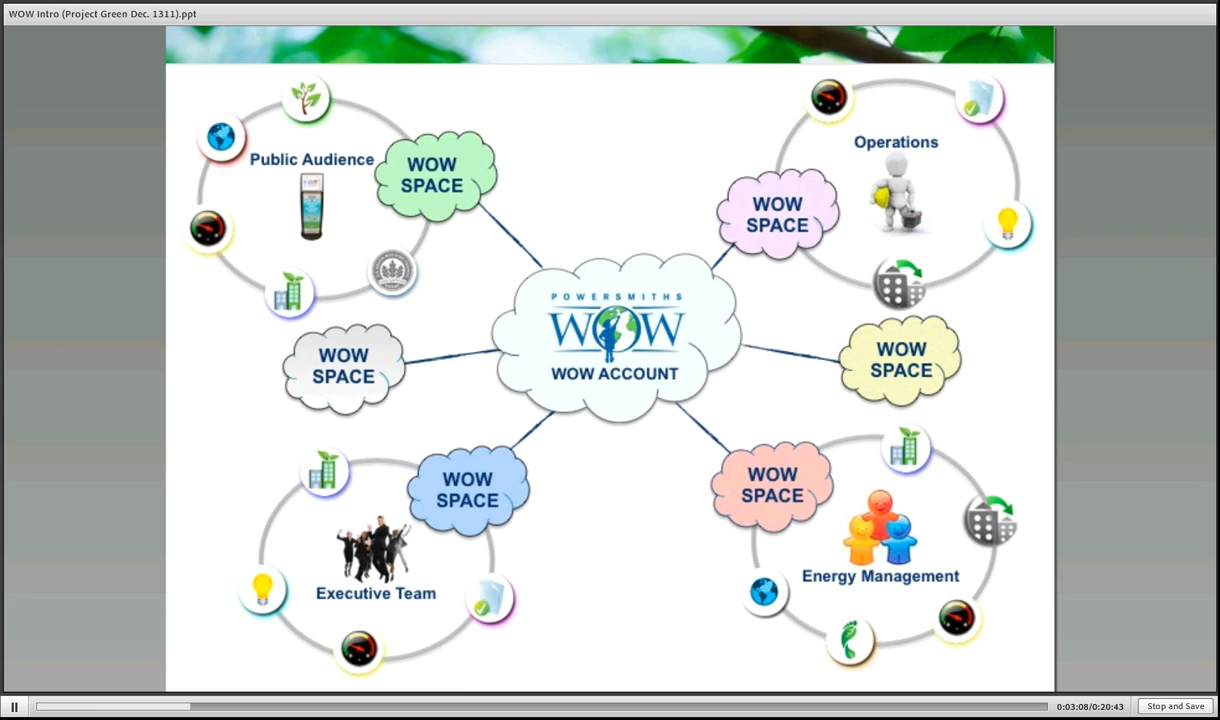 WOW Intro (Project Green Dec. 1311).ppt
Public Audience
WOW
SPACE
Operations
WOW
SPACE
POWERSMITHS
WOW
WOW ACCOUNT
WOW
SPACE
WOW
SPACE
WOW
SPACE
Executive Team
WOW
SPACE
Energy Management
0:03:08/0:20:43
Stop and Save